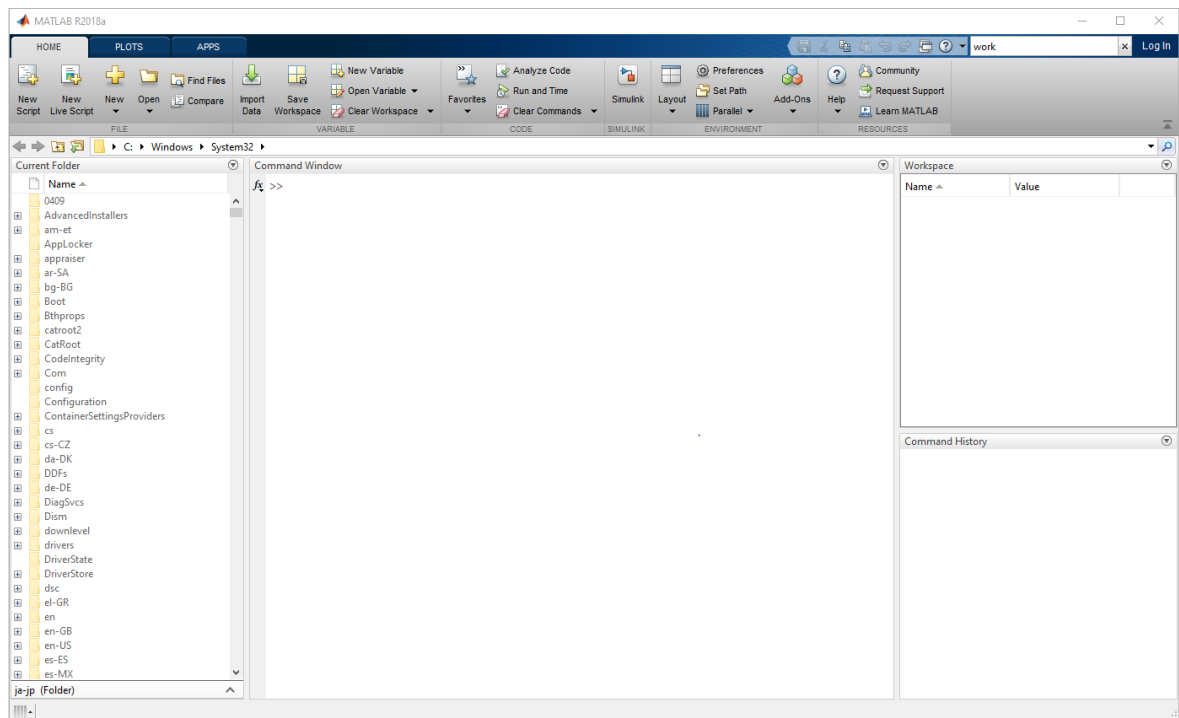 MATLAB R2018a
HOME PLOTS APPS work Log In
New Script
New Live Script
New
Open
Find Files
Compare
Import Data
Save Workspace
New Variable
Open Variable
Clear Workspace
Favorites
Analyze Code
Run and Time
Clear Commands
Simulink
Layout
Preferences
Set Path
Parallel
Add-Ons
Help
Community
Request Support
Learn MATLAB
FILE VARIABLE CODE SIMULINK ENVIRONMENT RESOURCES
C: Windows System32
Current Folder
Name
0409
AdvancedInstallers
am-et
AppLocker
appraiser
ar-SA
bg-BG
Boot
Bthprops
catroot2
CatRoot
CodeIntegrity
Com
config
Configuration
ContainerSettingsProviders
cs
cs-CZ
da-DK
DDFs
de-DE
DiagSvcs
Dism
downlevel
drivers
DriverState
DriverStore
dsc
el-GR
en
en-GB
en-US
es-ES
es-MX
ja-jp (Folder)
Command Window
fx >>
Workspace
Name Value
Command History